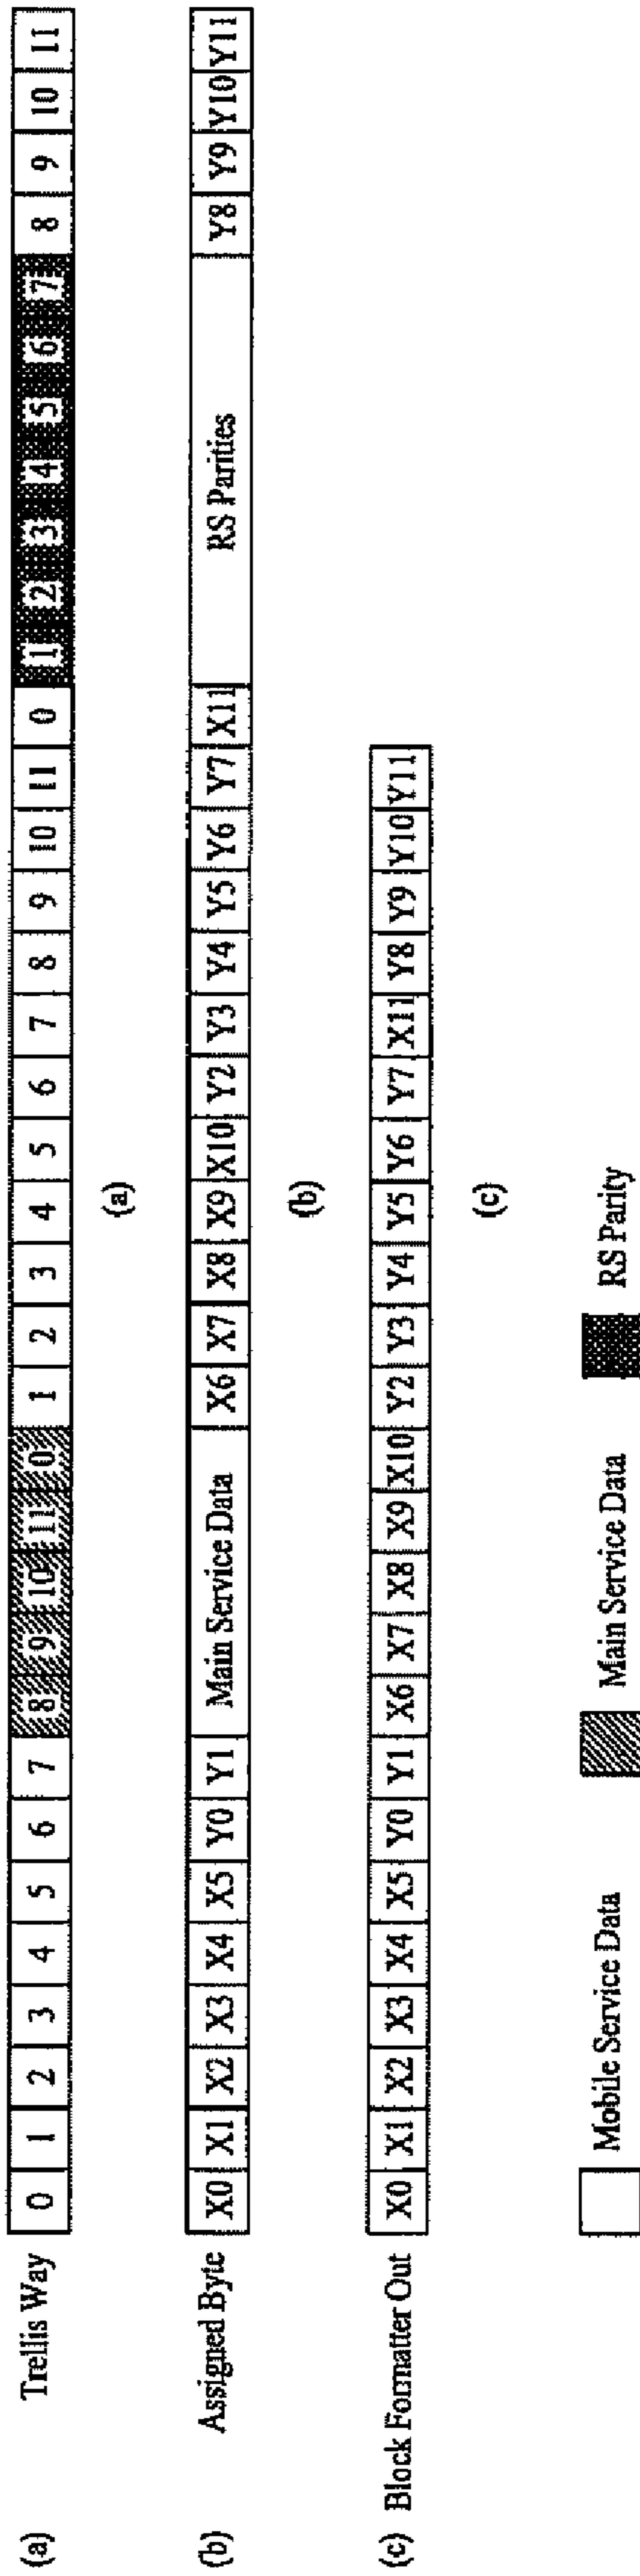 (a) Trellis Way 0 1 2 3 4 5 6 7 8 9 10 11 0 1 2 3 4 5 6 7 8 9 10 11 0 1 2 3 4 5 6 7 8 9 10 11
(a)
(b) Assigned Byte X0 X1 X2 X3 X4 X5 Y0 Y1 Main Service Data X6 X7 X8 X9 X10 Y2 Y3 Y4 Y5 Y6 Y7 X11 RS Parities Y8 Y9 Y10 Y11
(b)
(c) Block Formatter Out X0 X1 X2 X3 X4 X5 Y0 Y1 X6 X7 X8 X9 X10 Y2 Y3 Y4 Y5 Y6 Y7 X11 Y8 Y9 Y10 Y11
(c)
Mobile Service Data Main Service Data RS Parity